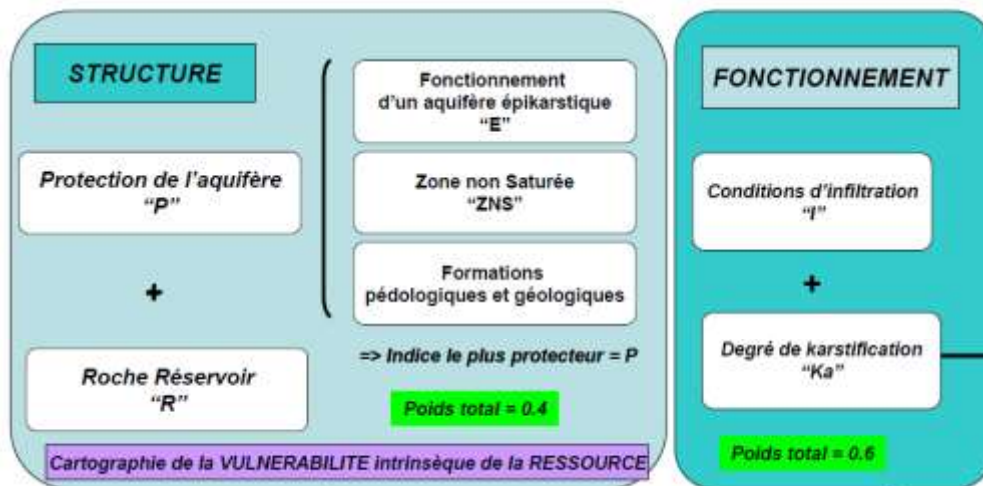 STRUCTURE
Protection de l'aquifère
"P"
+
Roche Réservoir
"R"
Fonctionnement
d'un aquifère épikarstique
"E"
Zone non Saturée
"ZNS"
Formations
pédologiques et géologiques
=> Indice le plus protecteur = P
Poids total = 0.4
Cartographie de la VULNERABILITE intrinsèque de la RESSOURCE
FONCTIONNEMENT
Conditions d'infiltration
"I"
+
Degré de karstification
"Ka"
Poids total = 0.6